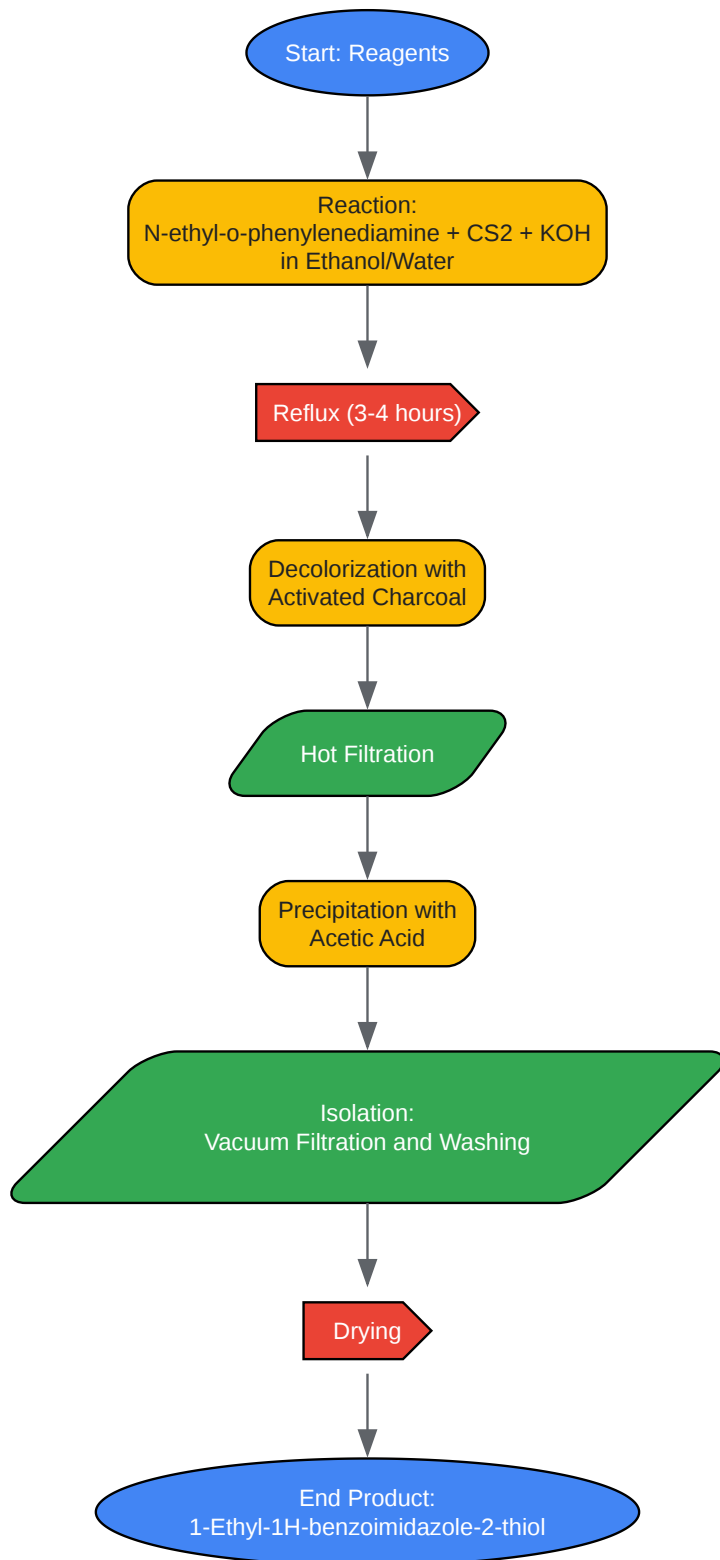 Start: Reagents
Reaction:
N-ethyl-o-phenylenediamine + CS2 + KOH
in Ethanol/Water
Reflux (3-4 hours)
Decolorization with
Activated Charcoal
Hot Filtration
Precipitation with
Acetic Acid
Isolation:
Vacuum Filtration and Washing
Drying
End Product:
1-Ethyl-1H-benzoimidazole-2-thiol